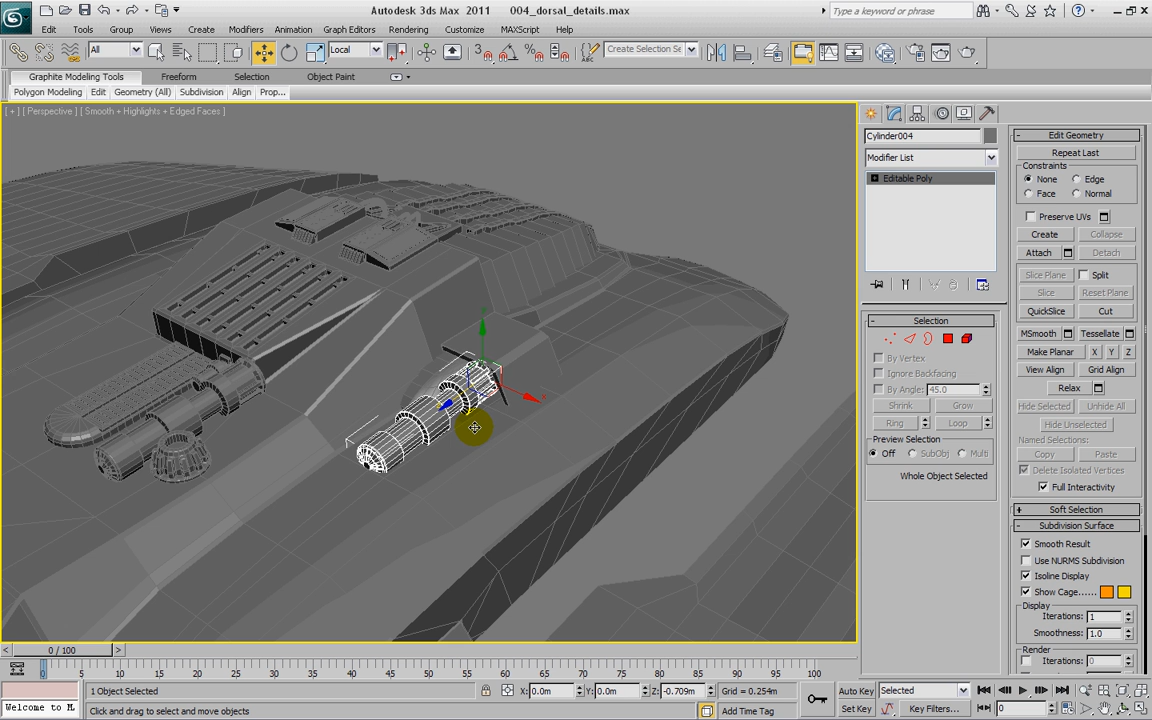 Autodesk 3ds Max 2011 004_dorsal_details.max
Type a keyword or phrase
Edit Tools Group Views Create Modifiers Animation Graph Editors Rendering Customize MAXScript Help
All Local Create Selection Se
Graphite Modeling Tools Freeform Selection Object Paint
Polygon Modeling Edit Geometry (All) Subdivision Align Prop...
[ + ] [ Perspective ] [ Smooth + Highlights + Edged Faces ]
Cylinder004
Modifier List
Editable Poly
Selection
By Vertex
Ignore Backfacing
By Angle: 45.0
Shrink Grow
Ring Loop
Preview Selection
Off SubObj Multi
Whole Object Selected
Edit Geometry
Repeat Last
Constraints
None Edge
Face Normal
Preserve UVs
Create Collapse
Attach Detach
Slice Plane Split
Slice Reset Plane
QuickSlice Cut
MSmooth Tessellate
Make Planar X Y Z
View Align Grid Align
Relax
Hide Selected Unhide All
Hide Unselected
Named Selections:
Copy Paste
Delete Isolated Vertices
Full Interactivity
Soft Selection
Subdivision Surface
Smooth Result
Use NURMS Subdivision
Isoline Display
Show Cage......
Display
Iterations: 1
Smoothness: 1.0
Render
Iterations: 0
0 / 100
0 5 10 15 20 25 30 35 40 45 50 55 60 65 70 75 80 85 90 95 100
1 Object Selected X: 0.0m Y: 0.0m Z: -0.709m Grid = 0.254m Auto Key Selected
Welcome to M Click and drag to select and move objects Add Time Tag Set Key Key Filters... 0